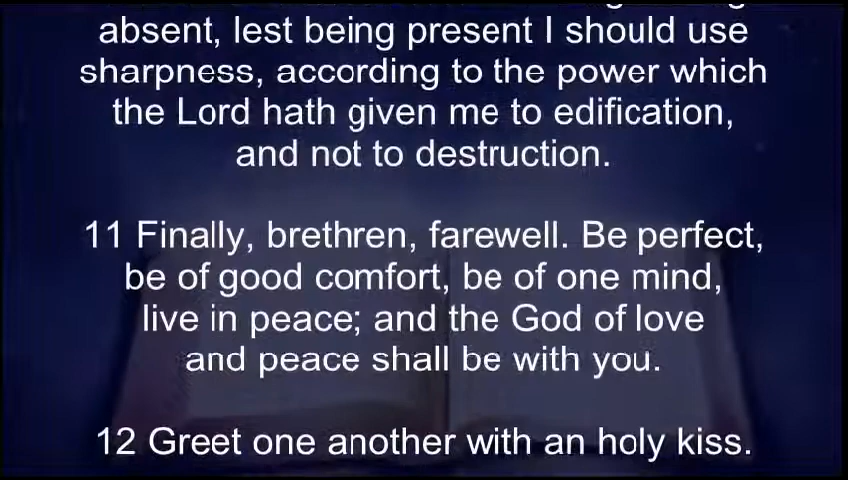 absent, lest being present I should use
sharpness, according to the power which
the Lord hath given me to edification,
and not to destruction.
11 Finally, brethren, farewell. Be perfect,
be of good comfort, be of one mind,
live in peace; and the God of love
and peace shall be with you.
12 Greet one another with an holy kiss.